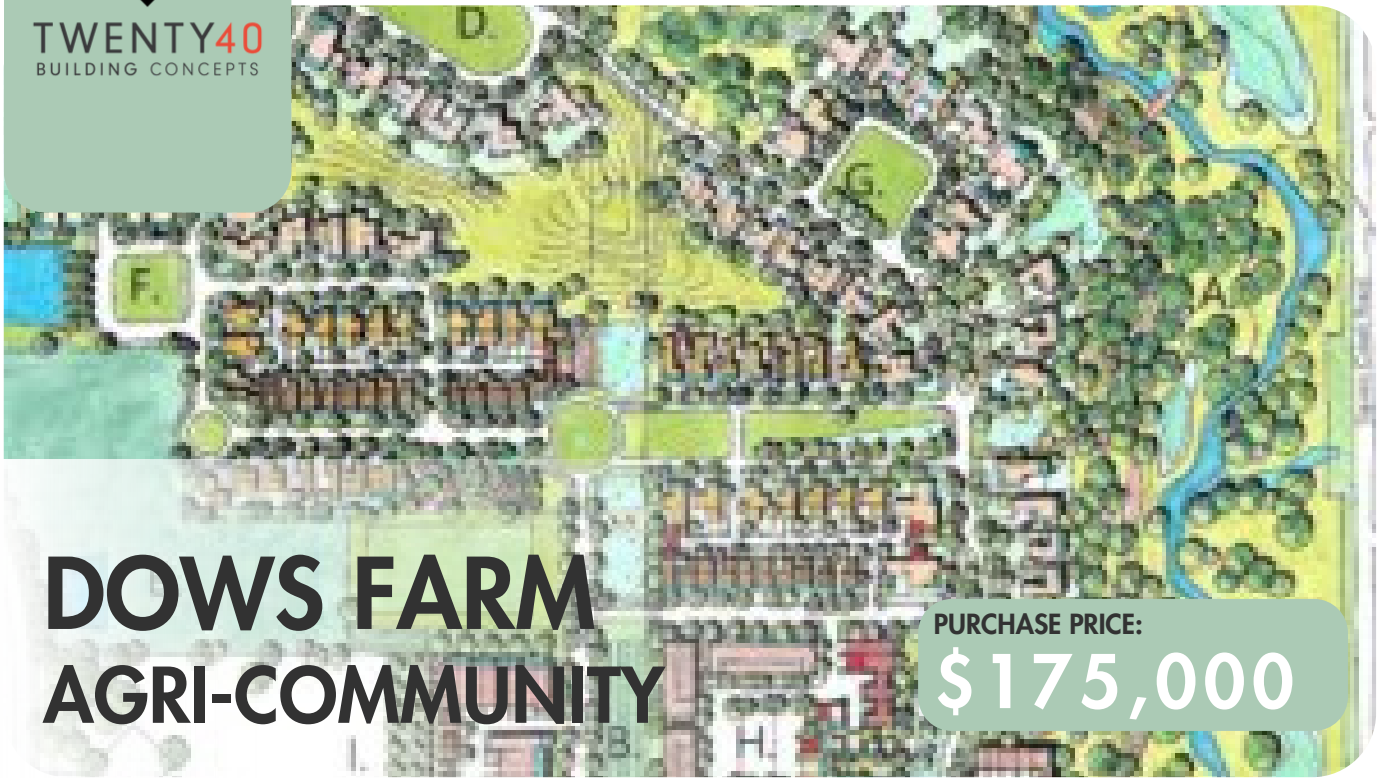 TWENTY40
BUILDING CONCEPTS
D.
G.
F.
A
DOWS FARM
AGRI-COMMUNITY
PURCHASE PRICE:
$175,000
I.
B.
H.